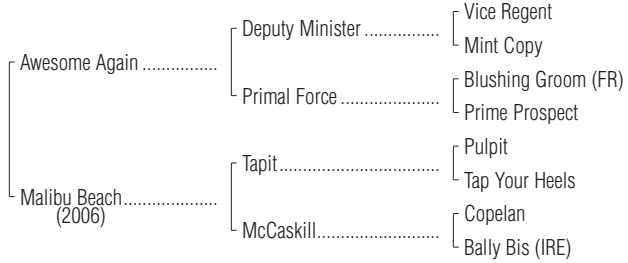 Vice Regent
Deputy Minister ..................
Mint Copy
Awesome Again ................
Blushing Groom (FR)
Primal Force .....................
Prime Prospect
Pulpit
Tapit..................................
Tap Your Heels
Malibu Beach....................
(2006)
Copelan
McCaskill..........................
Bally Bis (IRE)